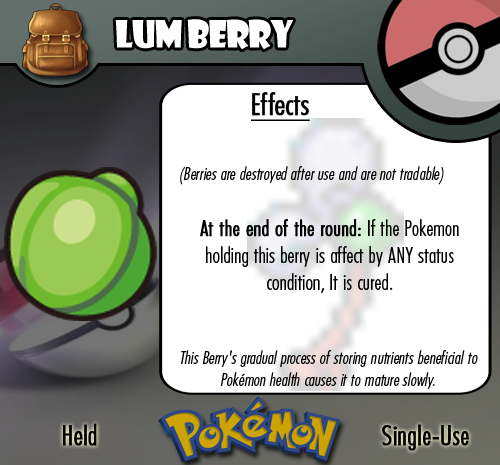 LUM BERRY
Effects
(Berries are destroyed after use and are not tradable)
At the end of the round: If the Pokemon
holding this berry is affect by ANY status
condition, It is cured.
This Berry's gradual process of storing nutrients beneficial to
Pokémon health causes it to mature slowly.
Held
POKéMON
Single-Use